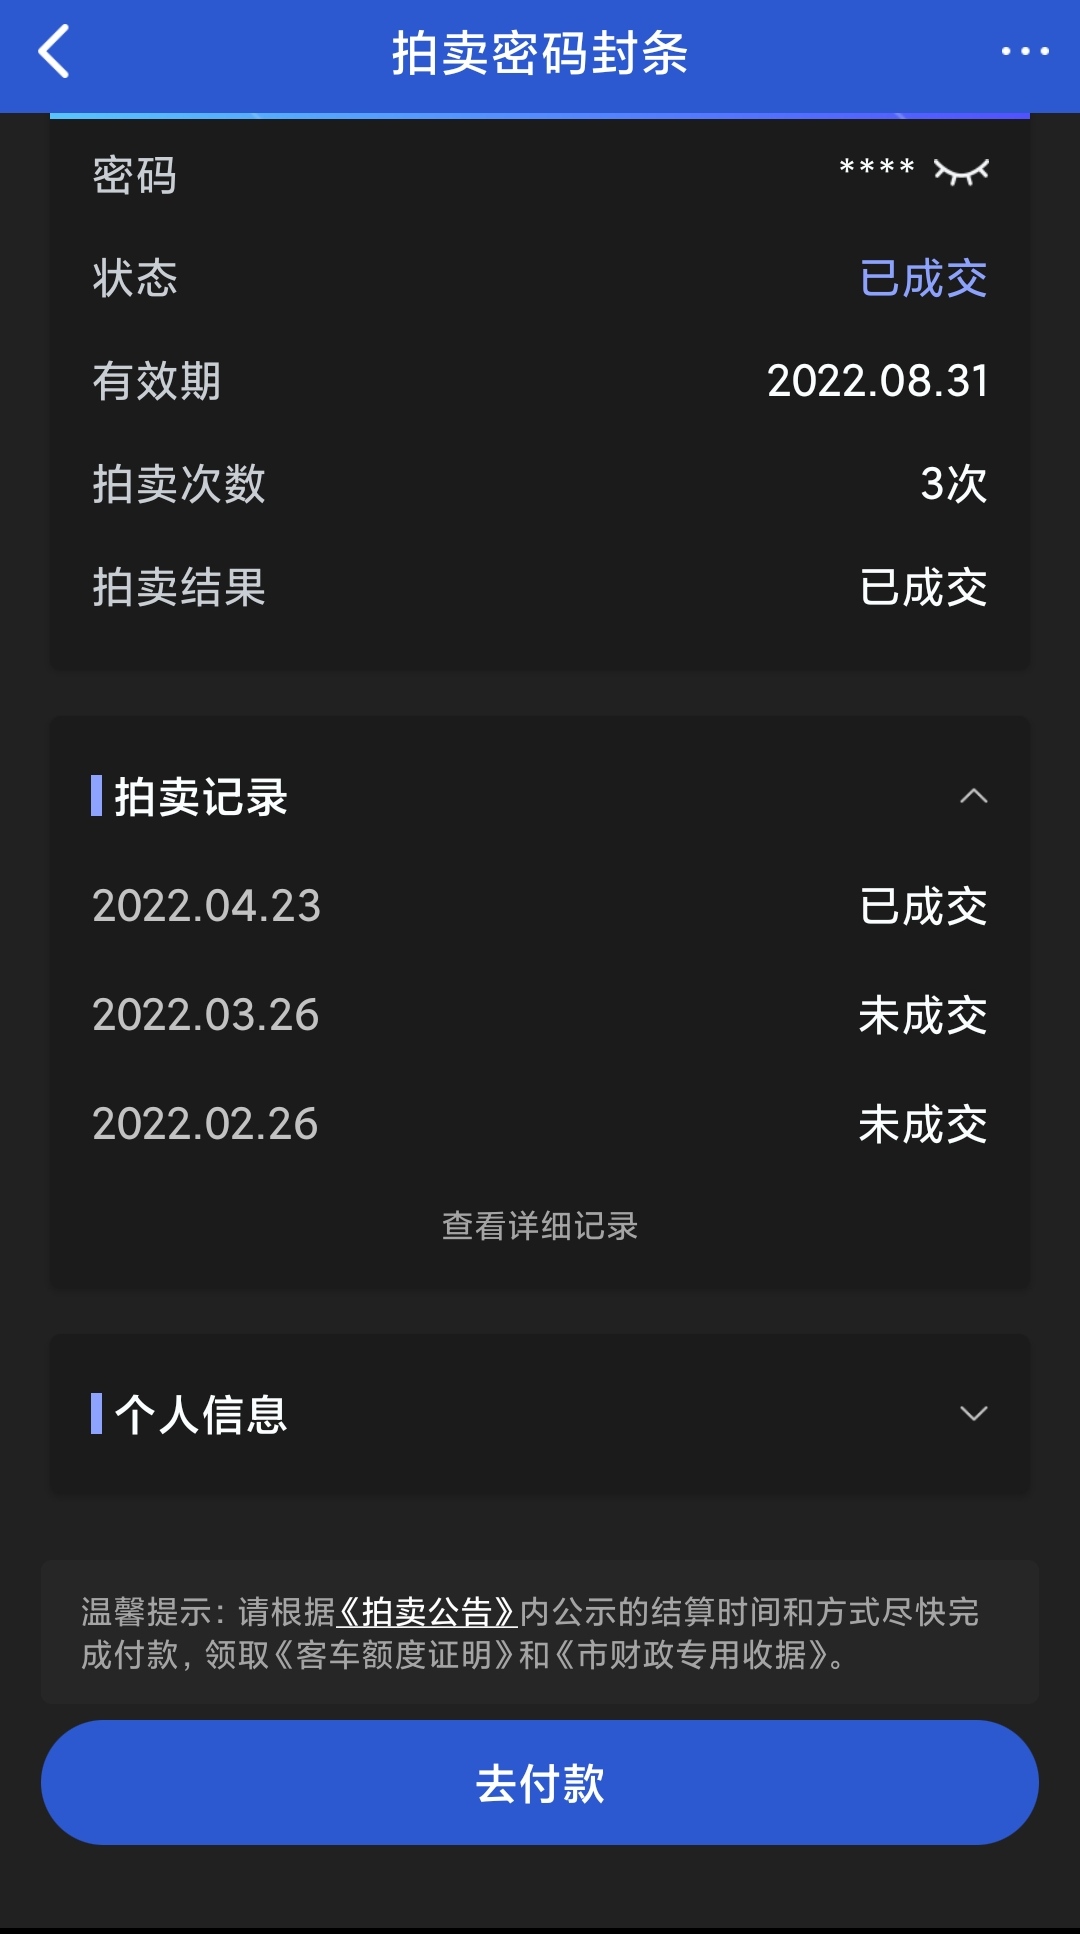 拍卖密码封条
密码 ****
状态 已成交
有效期 2022.08.31
拍卖次数 3次
拍卖结果 已成交
拍卖记录
2022.04.23 已成交
2022.03.26 未成交
2022.02.26 未成交
查看详细记录
个人信息
温馨提示：请根据《拍卖公告》内公示的结算时间和方式尽快完
成付款，领取《客车额度证明》和《市财政专用收据》。
去付款